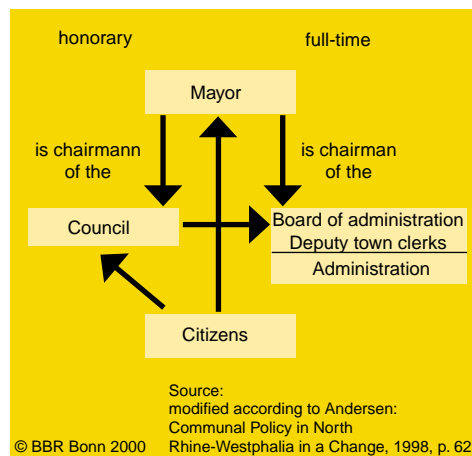 honorary
full-time
Mayor
is chairmann
of the
is chairman
of the
Council
Board of administration
Deputy town clerks
Administration
Citizens
Source:
modified according to Andersen:
Communal Policy in North
© BBR Bonn 2000 Rhine-Westphalia in a Change, 1998, p. 62